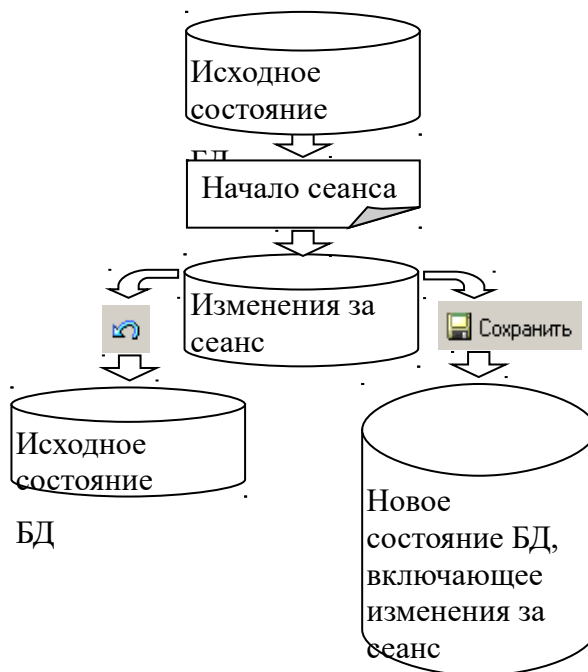 Исходное
состояние
БД
Начало сеанса
Изменения за
сеанс
Сохранить
Исходное
состояние
БД
Новое
состояние БД,
включающее
изменения за
сеанс